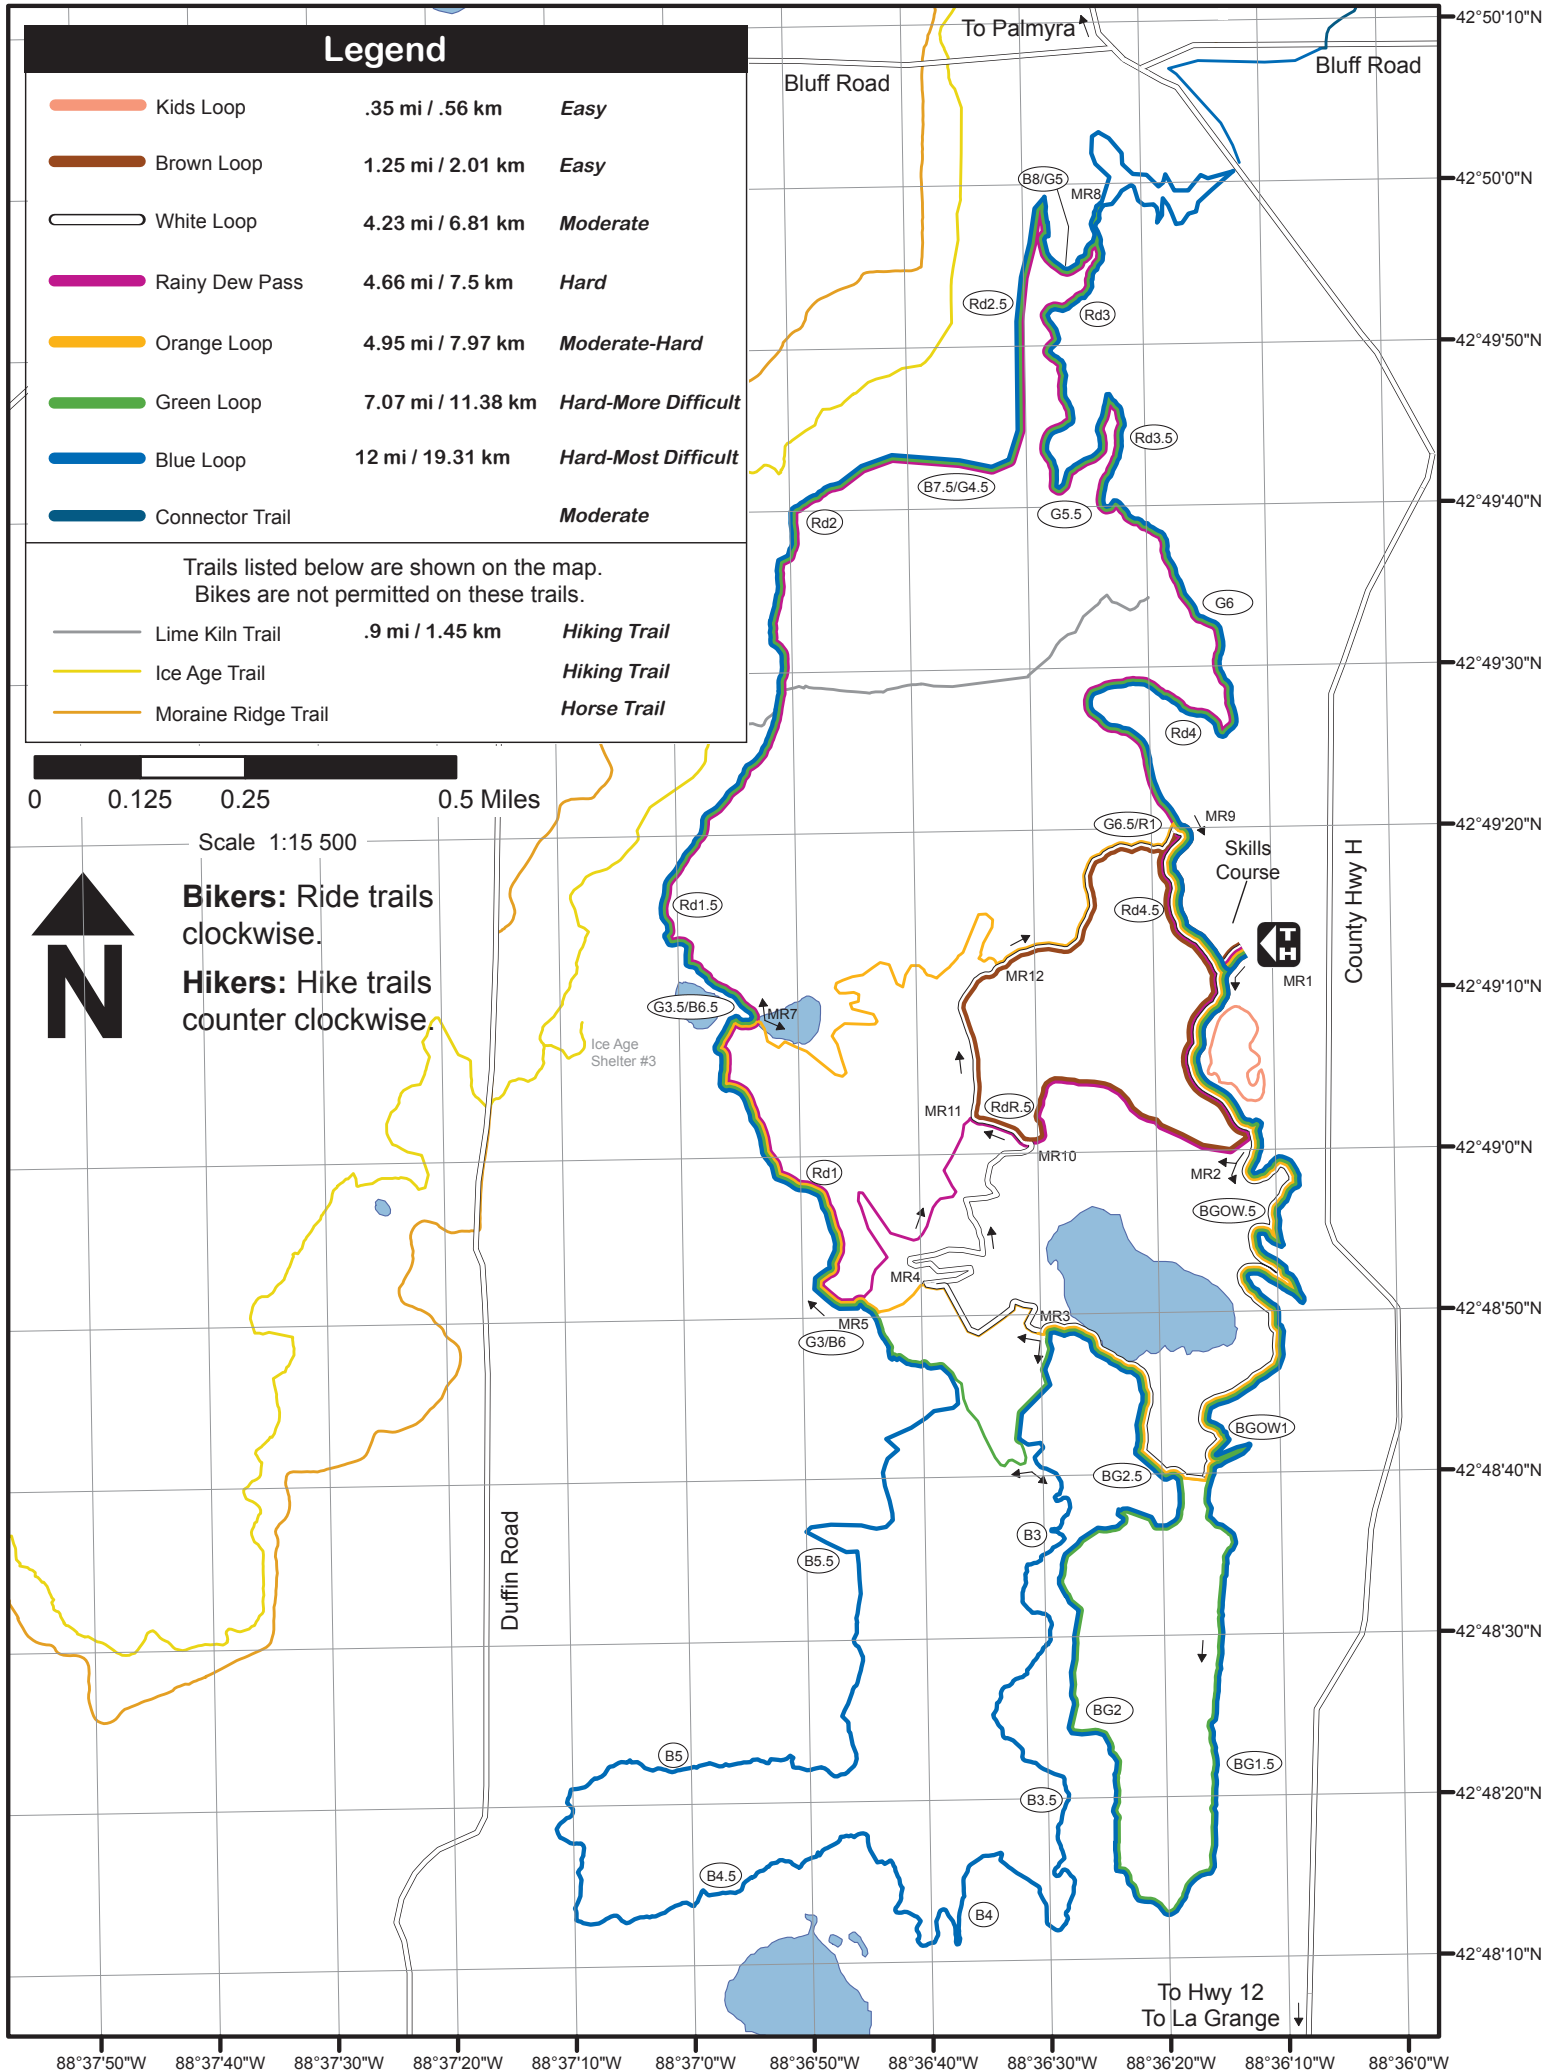 Legend
Kids Loop .35 mi / .56 km Easy
Brown Loop 1.25 mi / 2.01 km Easy
White Loop 4.23 mi / 6.81 km Moderate
Rainy Dew Pass 4.66 mi / 7.5 km Hard
Orange Loop 4.95 mi / 7.97 km Moderate-Hard
Green Loop 7.07 mi / 11.38 km Hard-More Difficult
Blue Loop 12 mi / 19.31 km Hard-Most Difficult
Connector Trail Moderate
Trails listed below are shown on the map.
Bikes are not permitted on these trails.
Lime Kiln Trail .9 mi / 1.45 km Hiking Trail
Ice Age Trail Hiking Trail
Moraine Ridge Trail Horse Trail
0 0.125 0.25 0.5 Miles
Scale 1:15 500
N
Bikers: Ride trails
clockwise.
Hikers: Hike trails
counter clockwise.
To Palmyra
Bluff Road
Bluff Road
B8/G5
MR8
Rd2.5
Rd3
Rd3.5
B7.5/G4.5
G5.5
Rd2
G6
Rd4
G6.5/R1
MR9
Skills
Course
County Hwy H
Rd1.5
Rd4.5
TH
MR12
MR1
G3.5/B6.5
MR7
Ice Age
Shelter #3
MR11
RdR.5
MR10
Rd1
MR2
BGOW.5
MR4
MR3
MR5
G3/B6
BGOW1
BG2.5
Duffin Road
B3
B5.5
BG2
B5
BG1.5
B3.5
B4.5
B4
To Hwy 12
To La Grange
42°50'10"N
42°50'0"N
42°49'50"N
42°49'40"N
42°49'30"N
42°49'20"N
42°49'10"N
42°49'0"N
42°48'50"N
42°48'40"N
42°48'30"N
42°48'20"N
42°48'10"N
88°37'50"W 88°37'40"W 88°37'30"W 88°37'20"W 88°37'10"W 88°37'0"W 88°36'50"W 88°36'40"W 88°36'30"W 88°36'20"W 88°36'10"W 88°36'0"W